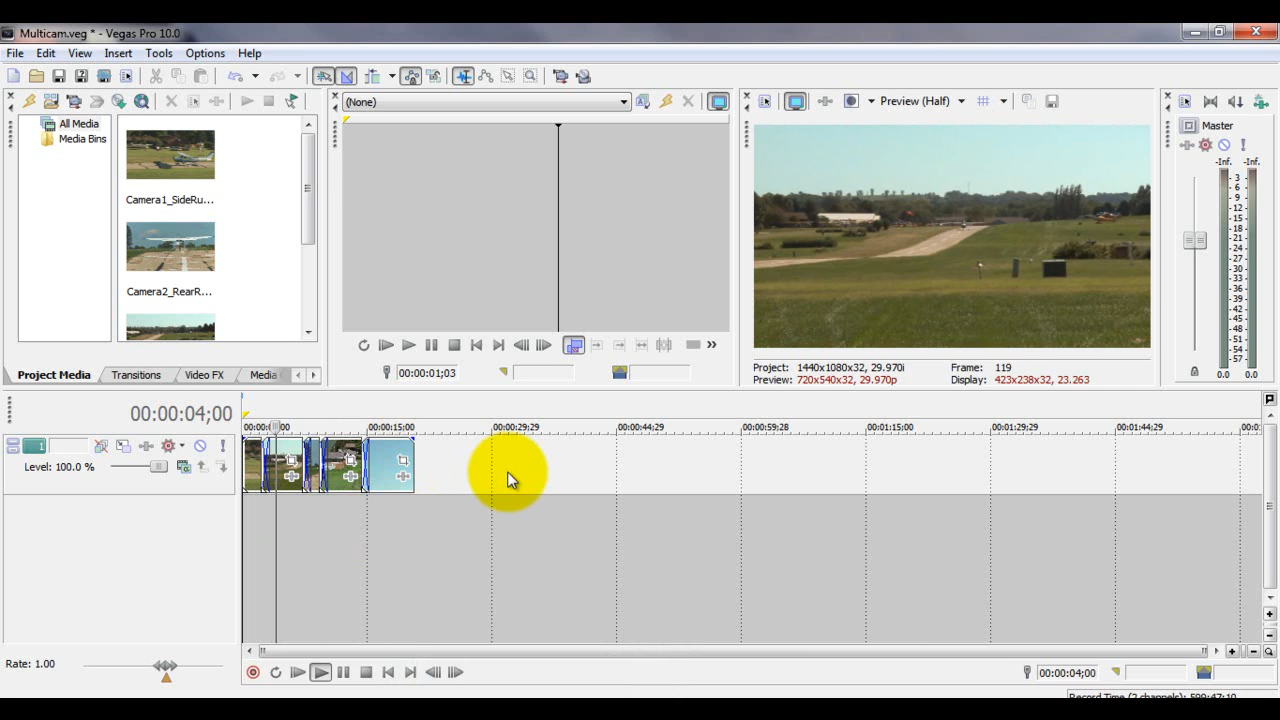 Multicam.veg * - Vegas Pro 10.0
File Edit View Insert Tools Options Help
(None)
Preview (Half)
All Media
Media Bins
Camera1_SideRu...
Camera2_RearR...
Master
-Inf. -Inf.
3
6
9
12
15
18
21
24
27
30
33
36
39
42
45
48
51
54
57
0.0 0.0
00:00:01;03
Project: 1440x1080x32, 29.970i
Frame: 119
Preview: 720x540x32, 29.970p
Display: 423x238x32, 23.263
Project Media Transitions Video FX Media
00:00:04;00
00:00:15:00 00:00:29:29 00:00:44:29 00:00:59:28 00:01:15:00 00:01:29:29 00:01:44:29
1
Level: 100.0 %
Rate: 1.00
00:00:04;00
Record Time (2 channels): 599:47:10